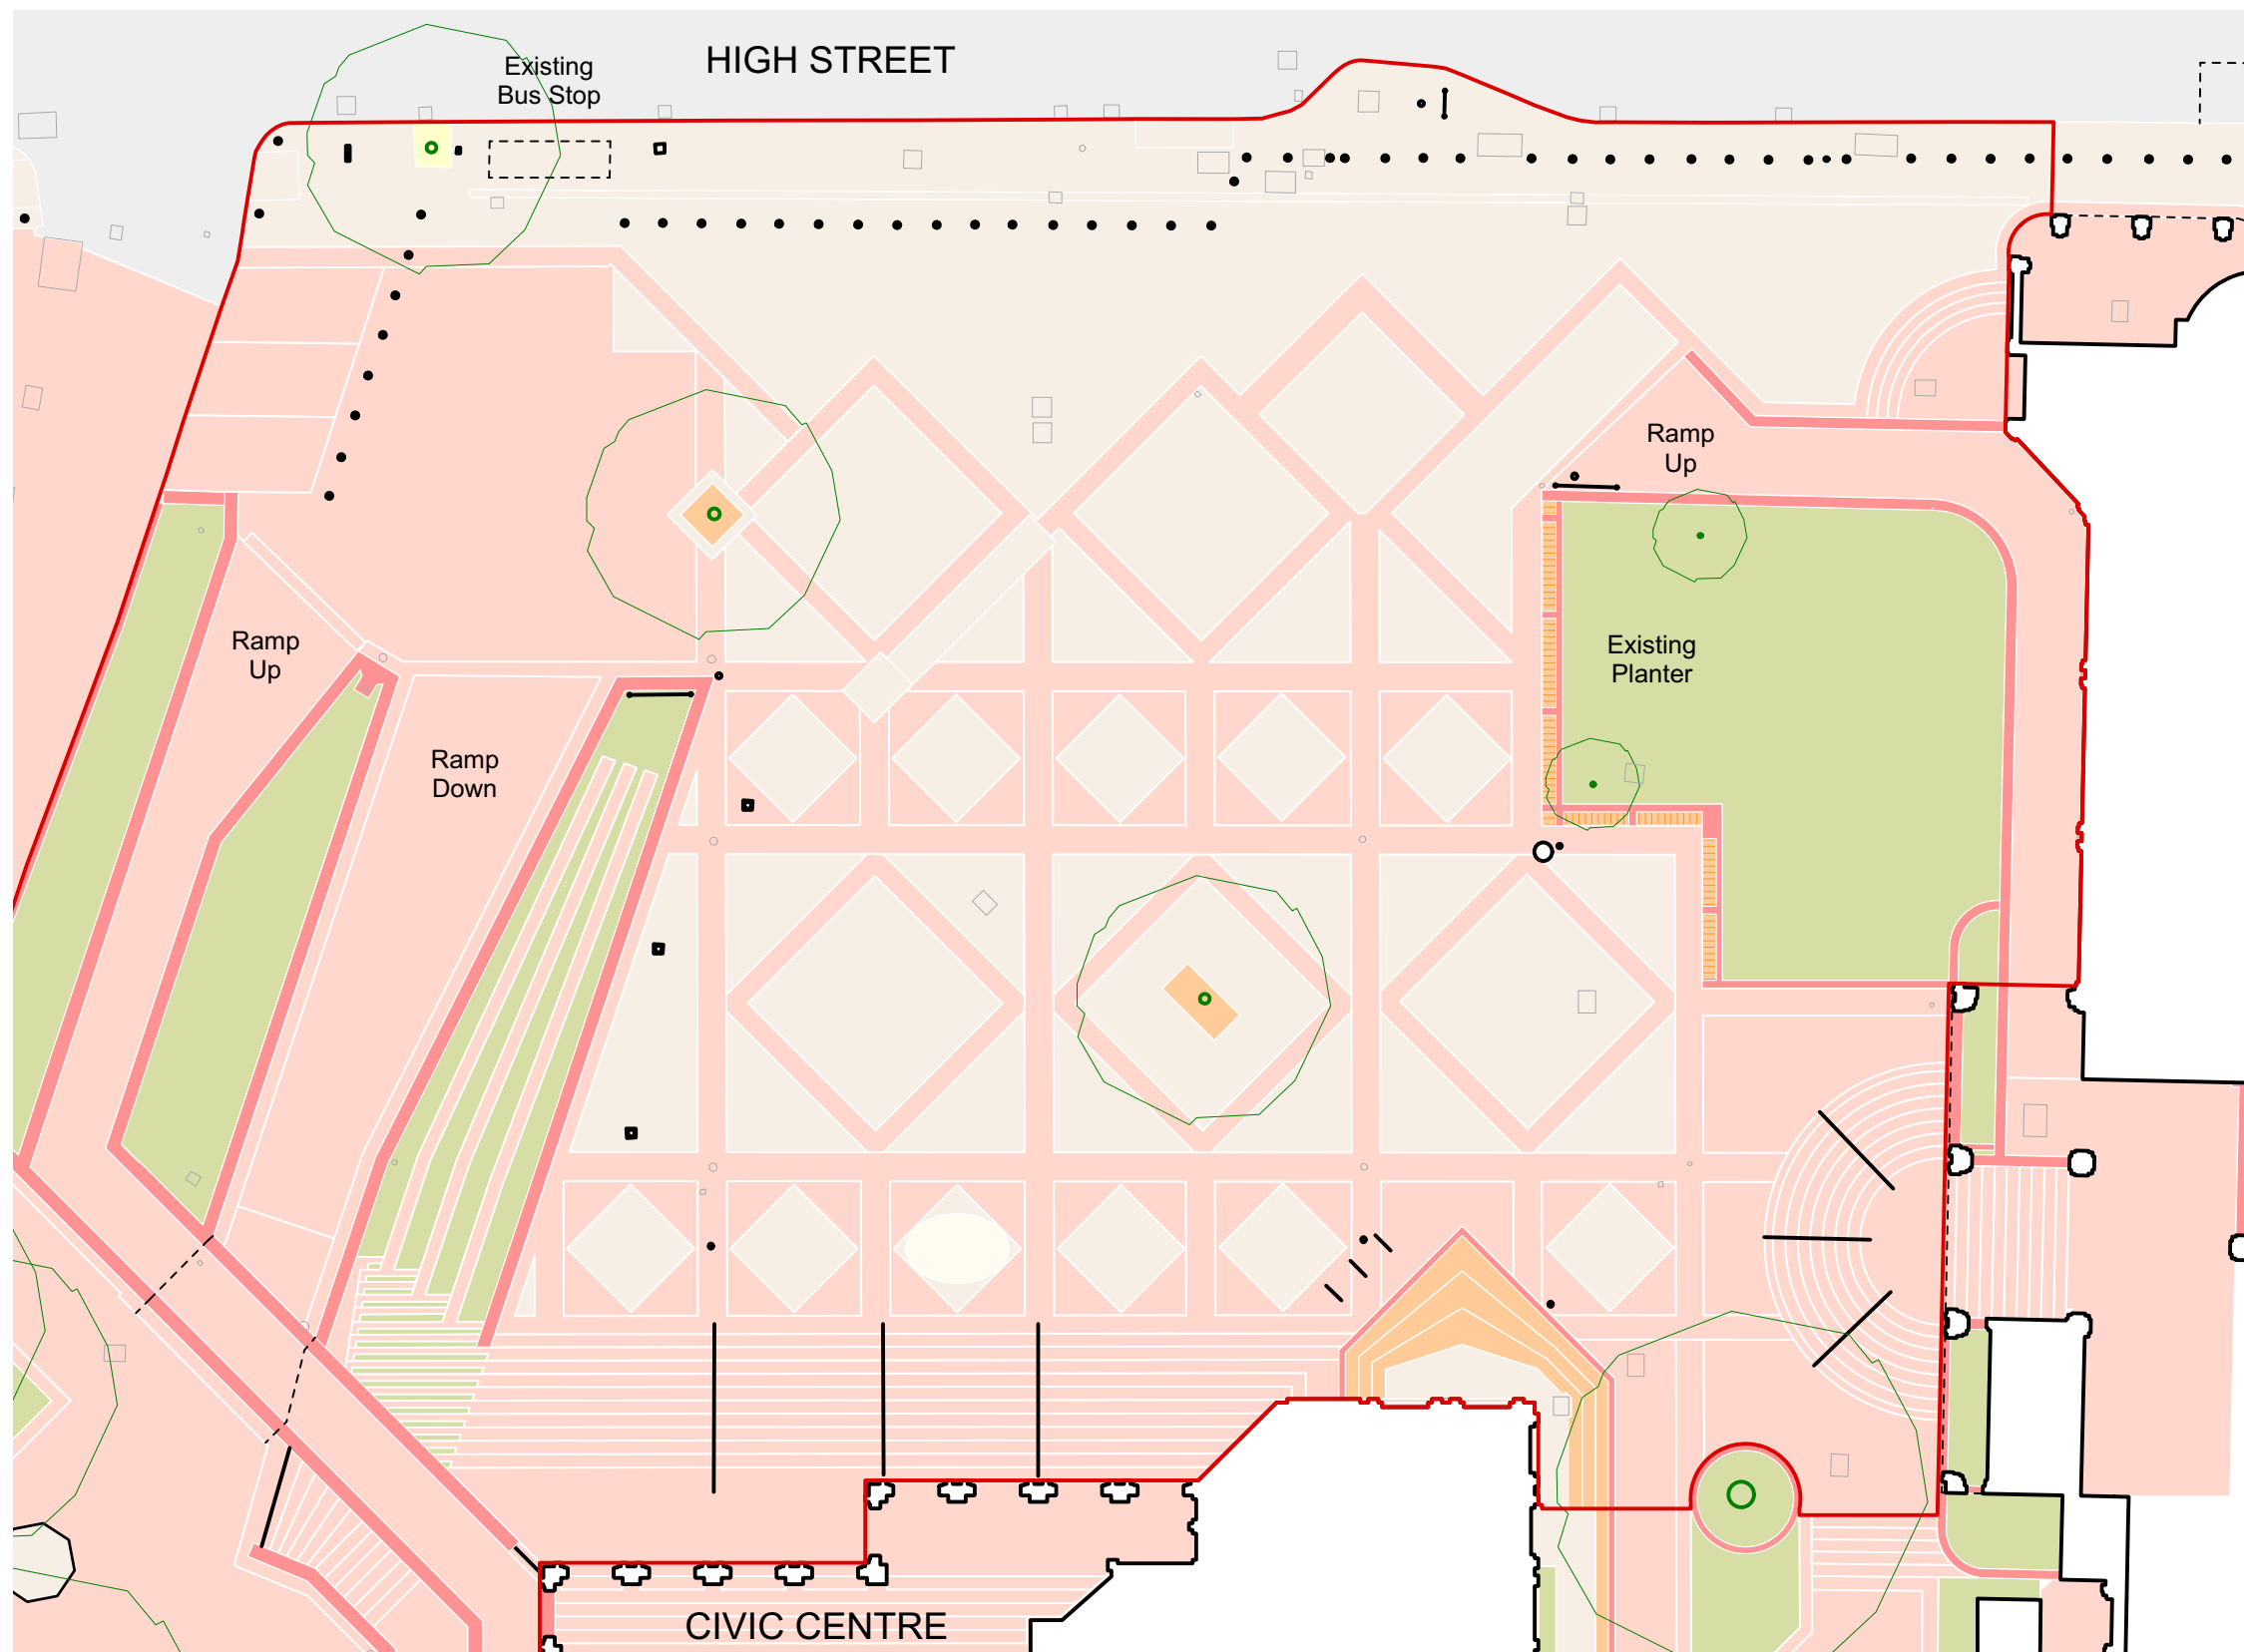 HIGH STREET
Existing
Bus Stop
Ramp
Up
Ramp
Up
Existing
Planter
Ramp
Down
CIVIC CENTRE